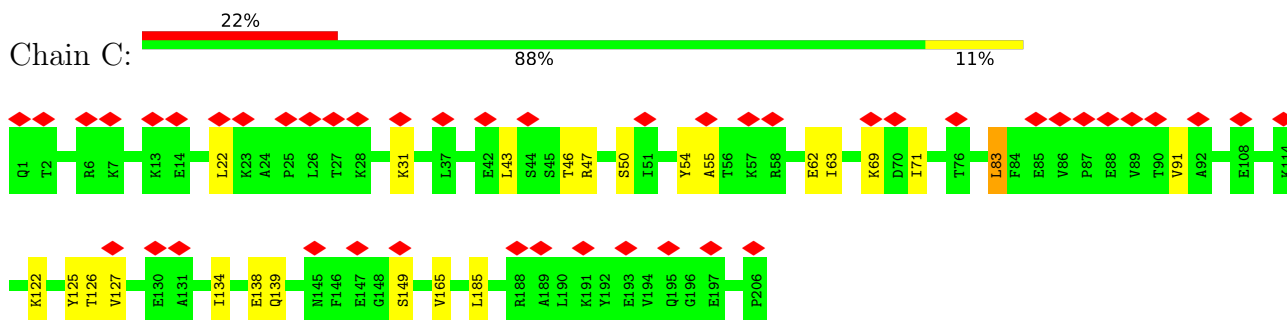 22%
Chain C:
88%
11%
Q1 T2 R6 K7 K13 E14 L22 K23 A24 P25 L26 T27 K28 K31 L37 E42 L43 S44 S45 T46 R47 S50 I51 Y54 A55 T56 K57 R58 E62 I63 K69 D70 I71 T76 L83 F84 E85 V86 P87 E88 V89 T90 V91 A92 E108 K114
K122 Y125 T126 V127 E130 A131 I134 E138 Q139 N145 F146 E147 G148 S149 V165 L185 R188 A189 L190 K191 Y192 E193 V194 Q195 G196 E197 P206